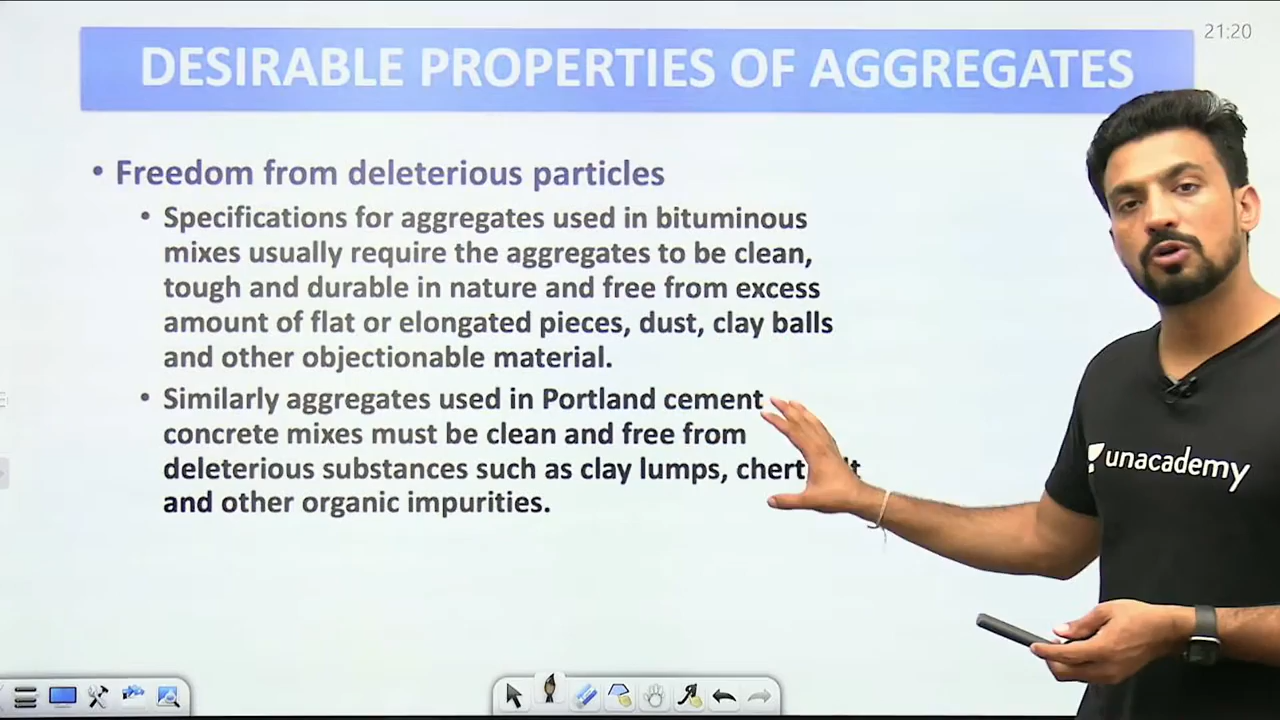 21:20
DESIRABLE PROPERTIES OF AGGREGATES
• Freedom from deleterious particles
• Specifications for aggregates used in bituminous
mixes usually require the aggregates to be clean,
tough and durable in nature and free from excess
amount of flat or elongated pieces, dust, clay balls
and other objectionable material.
• Similarly aggregates used in Portland cement
concrete mixes must be clean and free from
deleterious substances such as clay lumps, chert
and other organic impurities.
unacademy